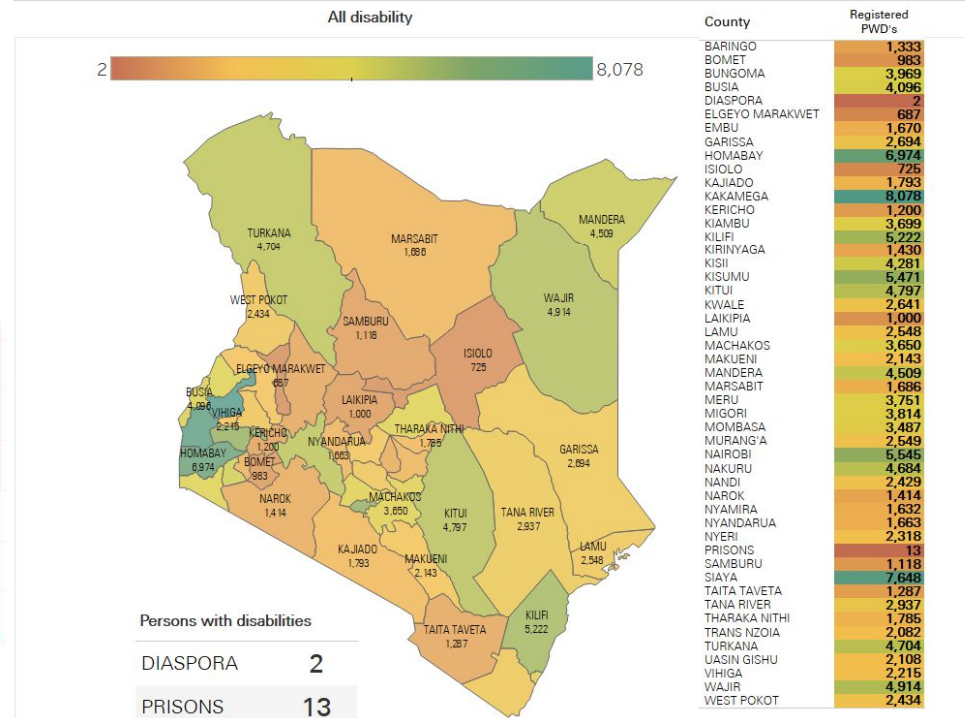 All disability
2
8,078
TURKANA
4,704
MARSABIT
1,686
MANDERA
4,509
WAJIR
4,914
WEST POKOT
2,434
SAMBURU
1,118
ISIOLO
725
ELGEYO MARAKWET
687
BUSIA
4,096
VIHIGA
2,215
LAIKIPIA
1,000
KERICHO
1,200
NYANDARUA
1,663
THARAKA NITHI
1,785
HOMABAY
6,974
BOMET
983
GARISSA
2,694
NAROK
1,414
MACHAKOS
3,650
KITUI
4,797
TANA RIVER
2,937
KAJIADO
1,793
MAKUENI
2,143
LAMU
2,548
TAITA TAVETA
1,287
KILIFI
5,222
Persons with disabilities
DIASPORA 2
PRISONS 13
County Registered
PWD's
BARINGO 1,333
BOMET 983
BUNGOMA 3,969
BUSIA 4,096
DIASPORA 2
ELGEYO MARAKWET 687
EMBU 1,670
GARISSA 2,694
HOMABAY 6,974
ISIOLO 725
KAJIADO 1,793
KAKAMEGA 8,078
KERICHO 1,200
KIAMBU 3,699
KILIFI 5,222
KIRINYAGA 1,430
KISII 4,281
KISUMU 5,471
KITUI 4,797
KWALE 2,641
LAIKIPIA 1,000
LAMU 2,548
MACHAKOS 3,650
MAKUENI 2,143
MANDERA 4,509
MARSABIT 1,686
MERU 3,751
MIGORI 3,814
MOMBASA 3,487
MURANG'A 2,549
NAIROBI 5,545
NAKURU 4,684
NANDI 2,429
NAROK 1,414
NYAMIRA 1,632
NYANDARUA 1,663
NYERI 2,318
PRISONS 13
SAMBURU 1,118
SIAYA 7,648
TAITA TAVETA 1,287
TANA RIVER 2,937
THARAKA NITHI 1,785
TRANS NZOIA 2,082
TURKANA 4,704
UASIN GISHU 2,108
VIHIGA 2,215
WAJIR 4,914
WEST POKOT 2,434